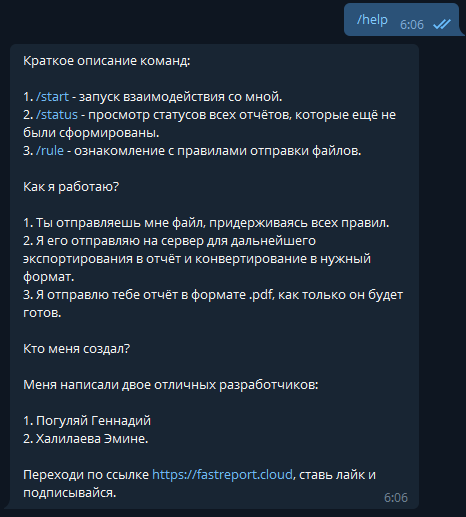 /help
6:06
Краткое описание команд:
1. /start - запуск взаимодействия со мной.
2. /status - просмотр статусов всех отчётов, которые ещё не
были сформированы.
3. /rule - ознакомление с правилами отправки файлов.
Как я работаю?
1. Ты отправляешь мне файл, придерживаясь всех правил.
2. Я его отправляю на сервер для дальнейшего
экспортирования в отчёт и конвертирование в нужный
формат.
3. Я отправлю тебе отчёт в формате .pdf, как только он будет
готов.
Кто меня создал?
Меня написали двое отличных разработчиков:
1. Погуляй Геннадий
2. Халилаева Эмине.
Переходи по ссылке https://fastreport.cloud, ставь лайк и
подписывайся.
6:06